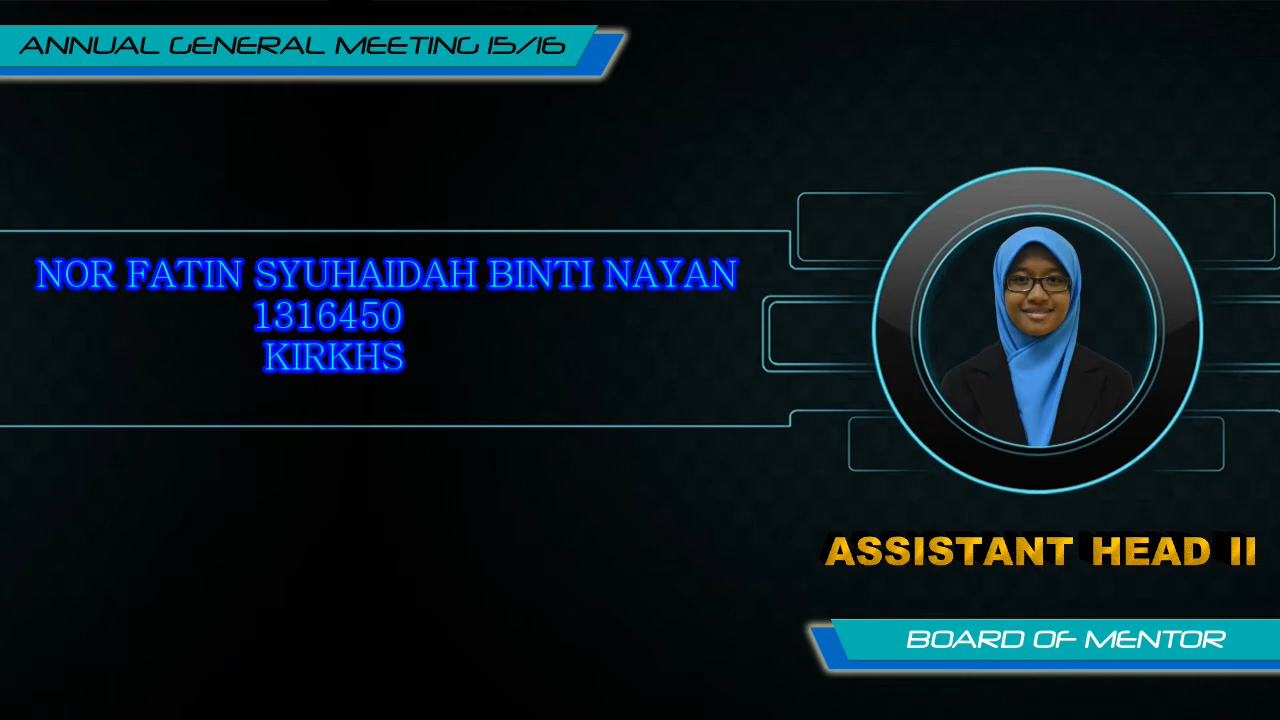 ANNUAL GENERAL MEETING 15/16
NOR FATIN SYUHAIDAH BINTI NAYAN
1316450
KIRKHS
ASSISTANT HEAD II
BOARD OF MENTOR